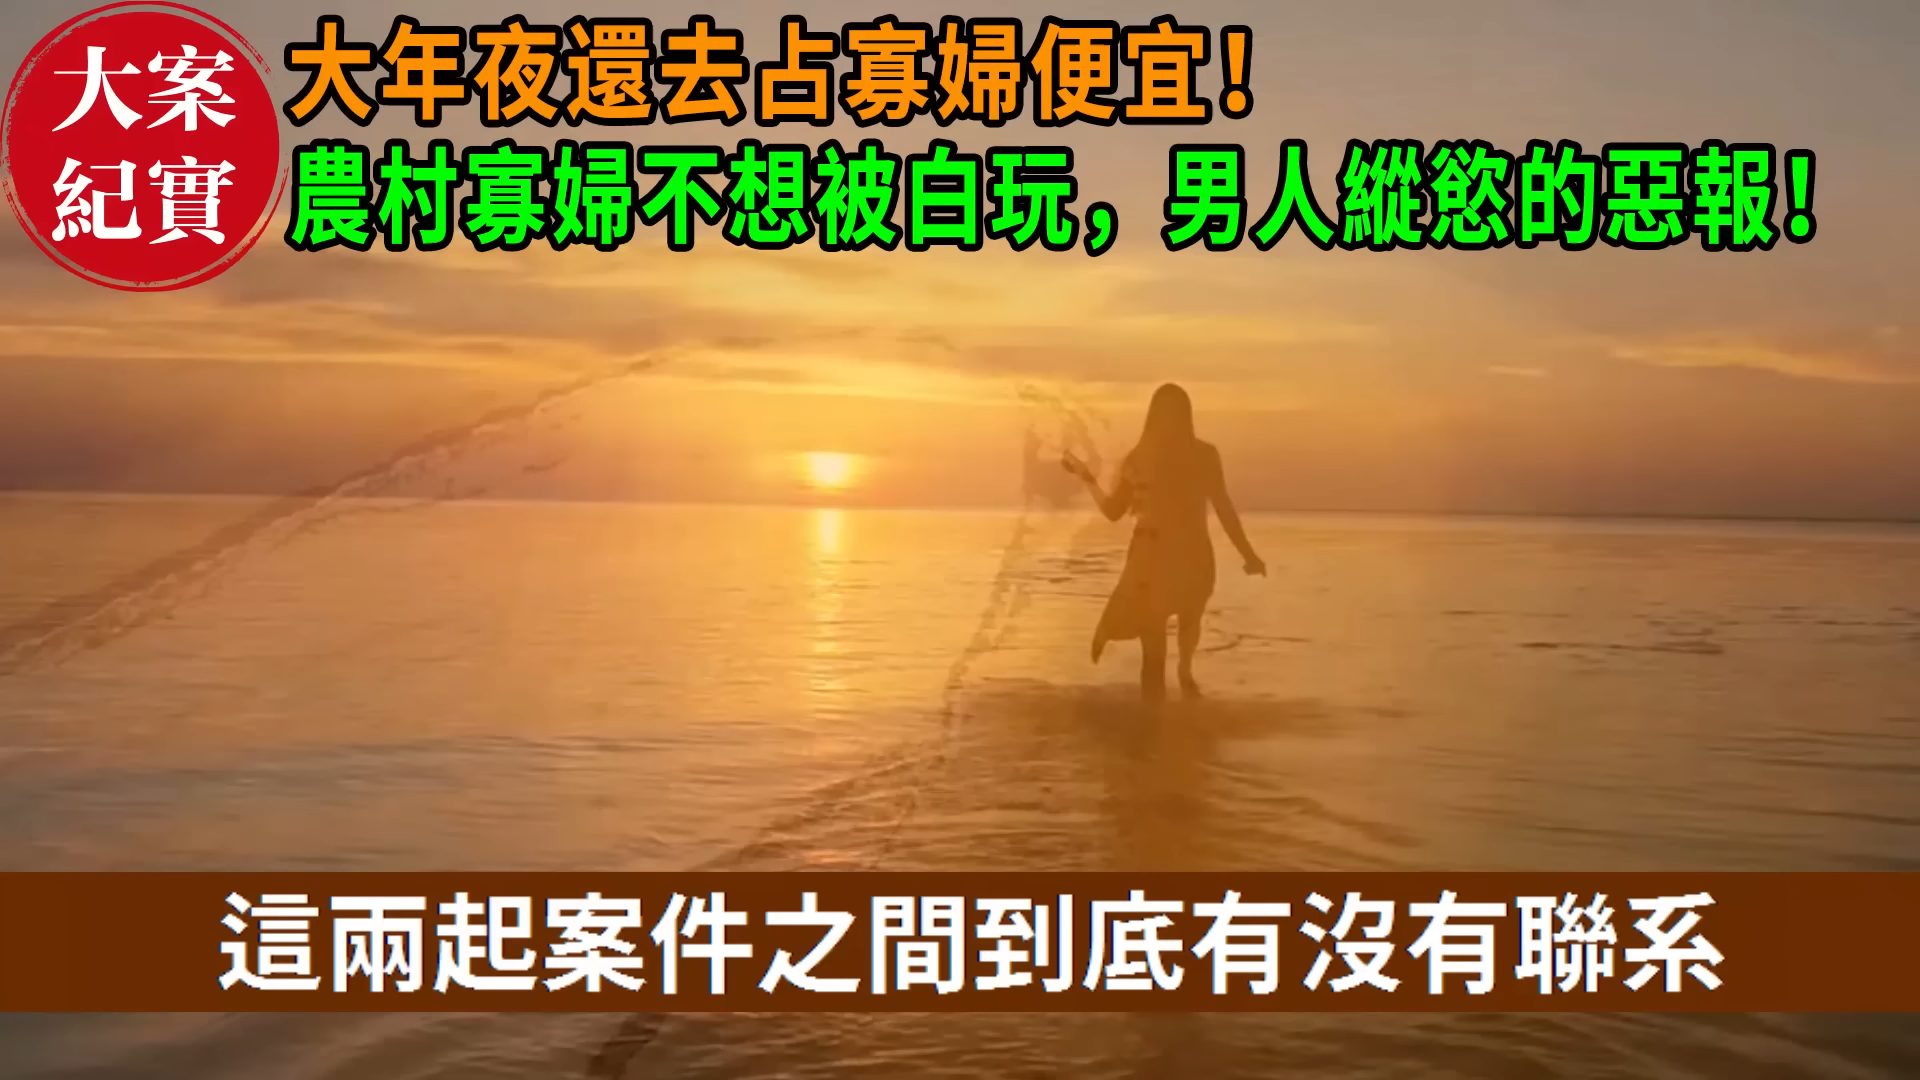 大案
紀實
大年夜還去占寡婦便宜！
農村寡婦不想被白玩，男人縱慾的惡報！
這兩起案件之間到底有沒有聯系